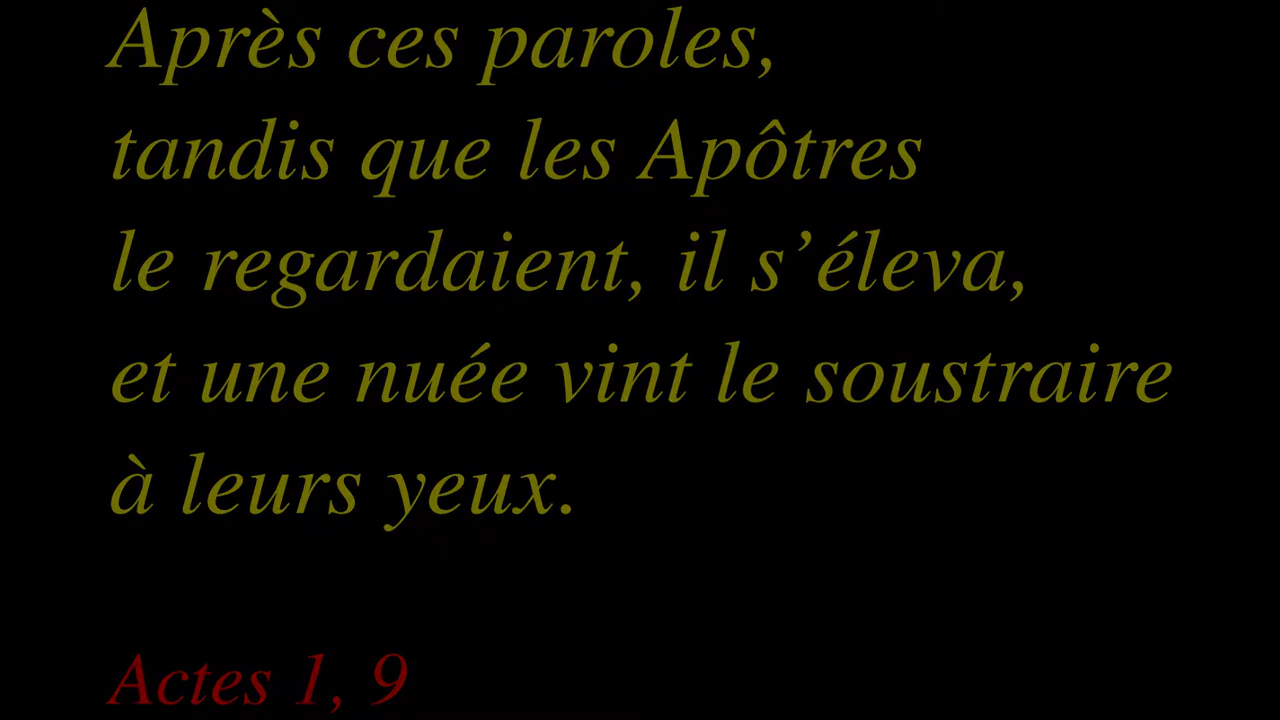 Après ces paroles,
tandis que les Apôtres
le regardaient, il s’éleva,
et une nuée vint le soustraire
à leurs yeux.
Actes 1, 9